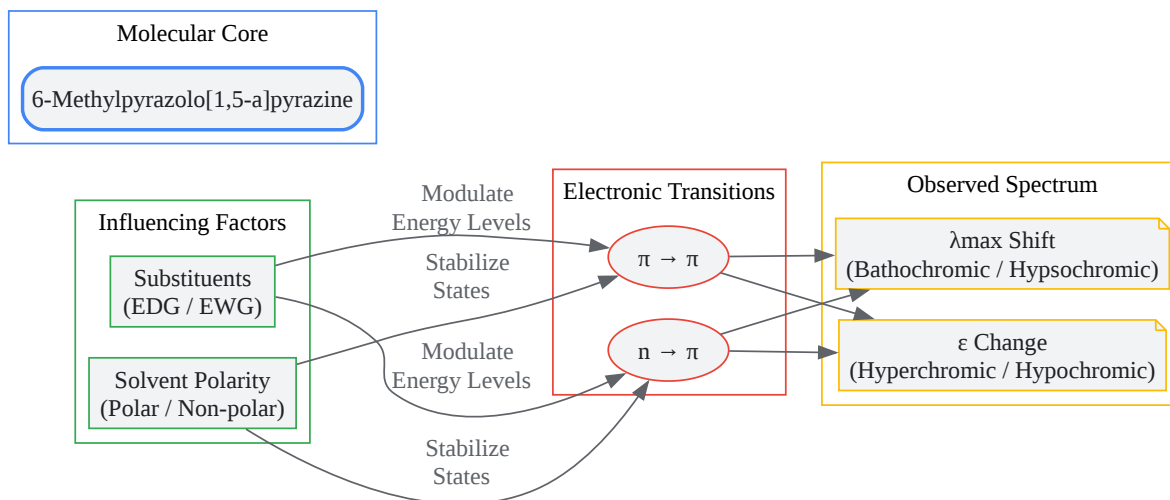 Molecular Core
6-Methylpyrazolo[1,5-a]pyrazine
Influencing Factors
Substituents
(EDG / EWG)
Solvent Polarity
(Polar / Non-polar)
Modulate
Energy Levels
Stabilize
States
Modulate
Energy Levels
Stabilize
States
Electronic Transitions
π → π
n → π
Observed Spectrum
λmax Shift
(Bathochromic / Hypsochromic)
ε Change
(Hyperchromic / Hypochromic)